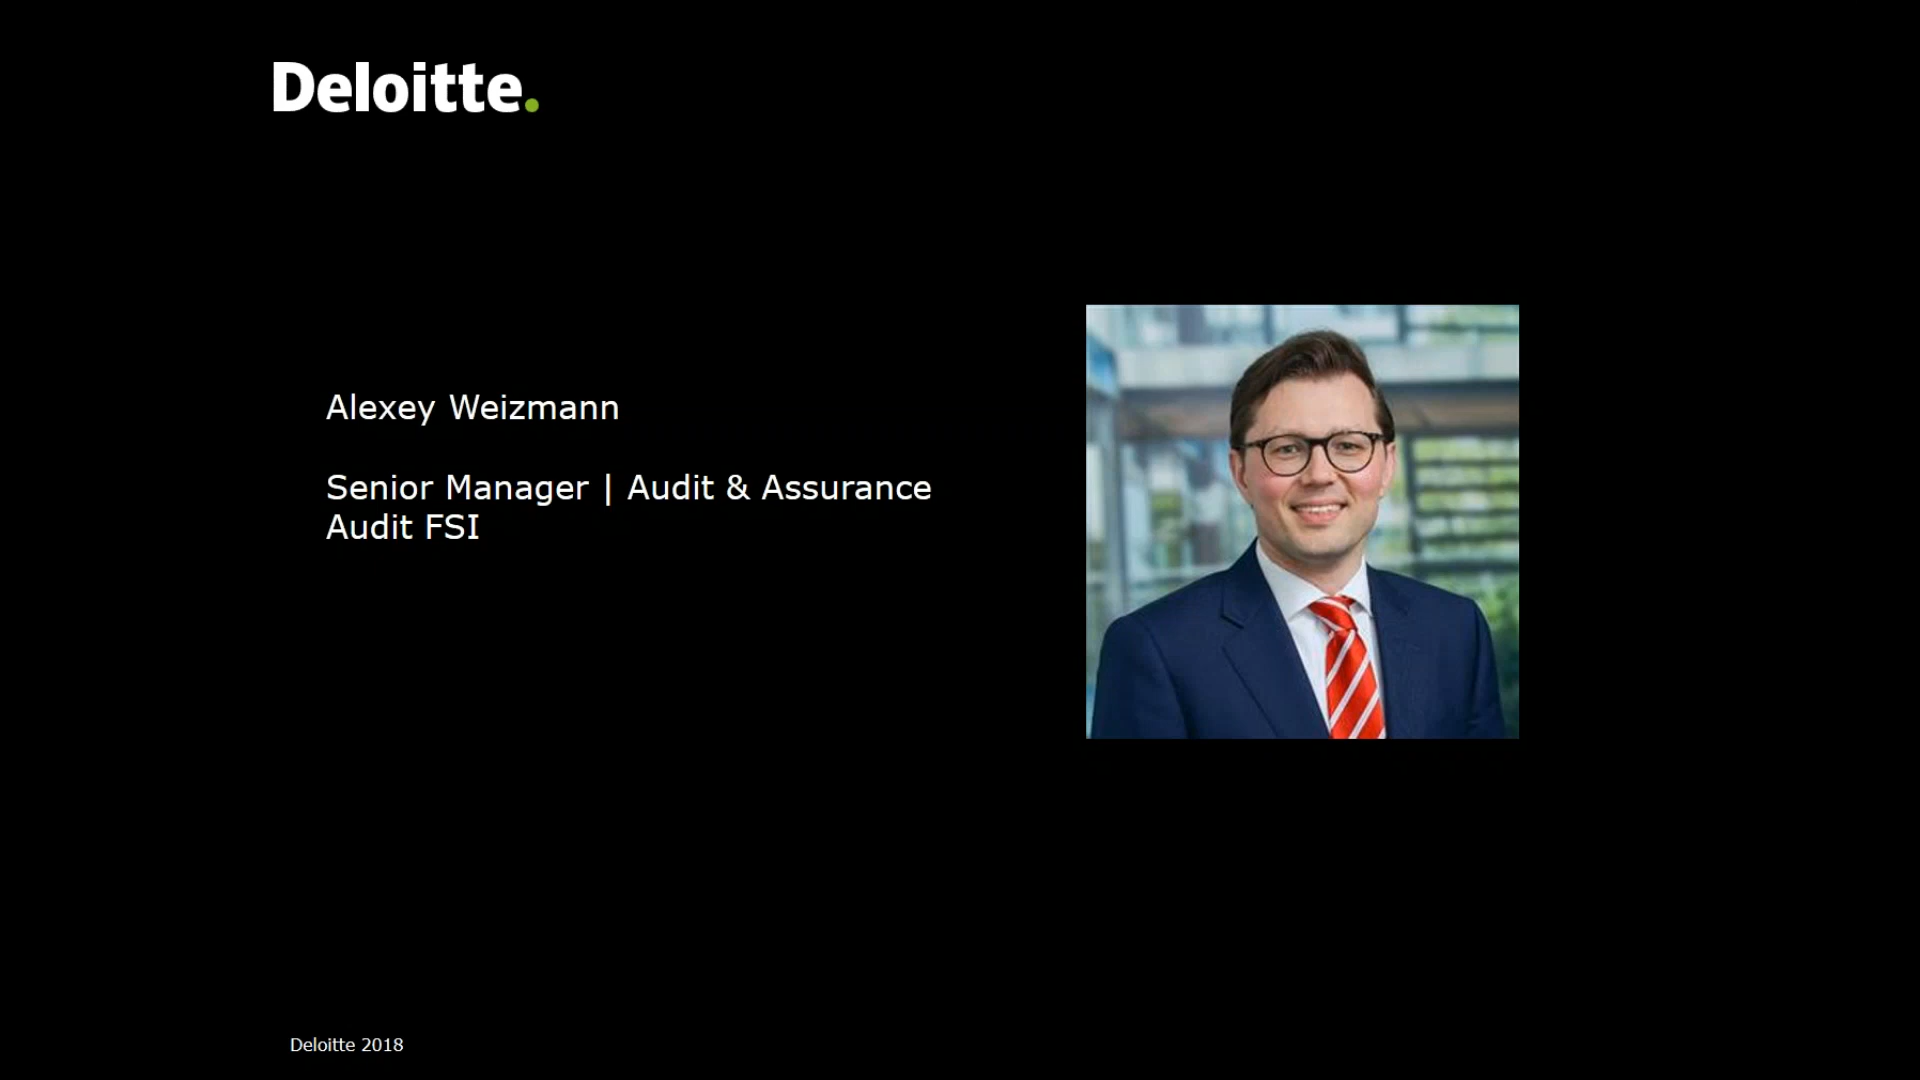 Deloitte.
Alexey Weizmann
Senior Manager | Audit & Assurance
Audit FSI
Deloitte 2018